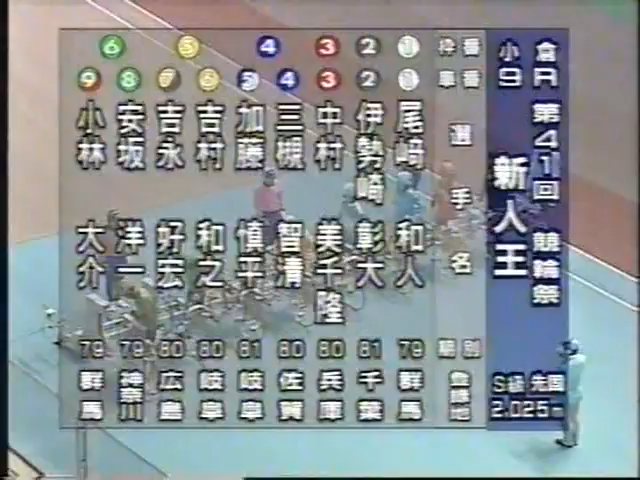 小倉
9R
第41回 競輪祭
新人王
S級 先固
2,025m
枠番 車番 選手名 期別 登録地
1 1 尾崎 和人 79 群馬
2 2 伊勢崎 彰大 81 千葉
3 3 中村 美千隆 80 兵庫
4 4 三槻 智清 80 佐賀
4 5 加藤 慎平 81 岐阜
5 6 吉村 和之 80 岐阜
5 7 吉永 好宏 80 広島
6 8 安坂 洋一 79 神奈川
6 9 小林 大介 79 群馬